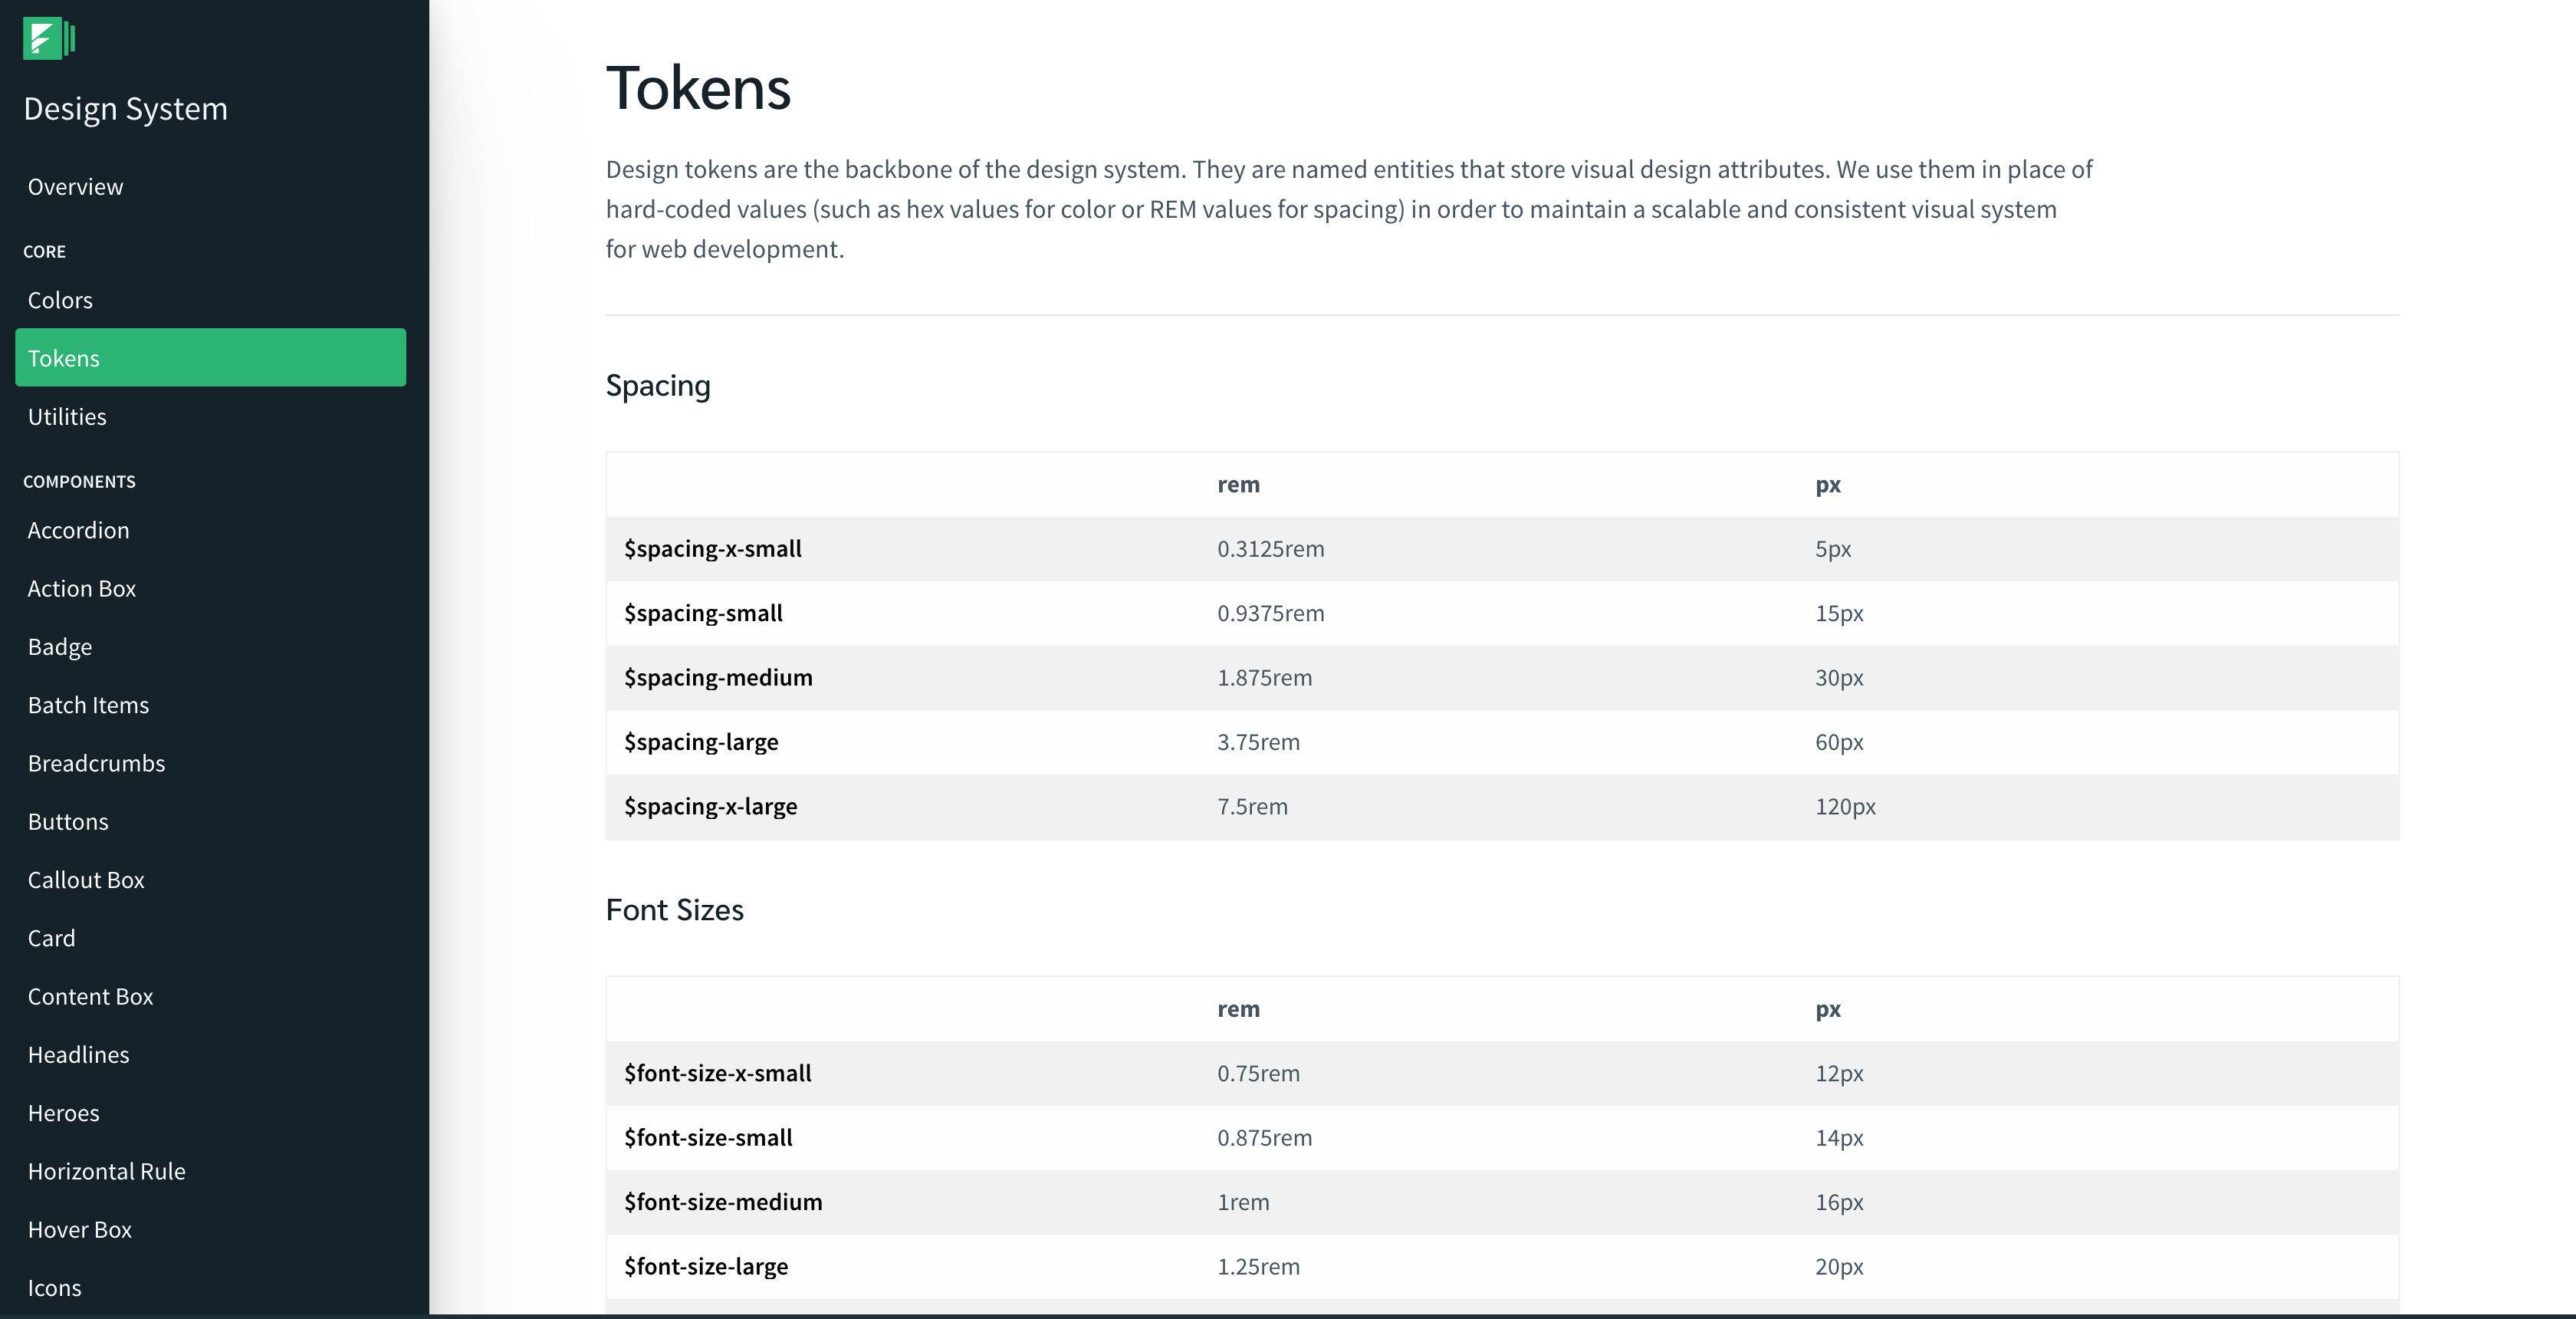 Design System
Overview
CORE
Colors
Tokens
Utilities
COMPONENTS
Accordion
Action Box
Badge
Batch Items
Breadcrumbs
Buttons
Callout Box
Card
Content Box
Headlines
Heroes
Horizontal Rule
Hover Box
Icons
Tokens
Design tokens are the backbone of the design system. They are named entities that store visual design attributes. We use them in place of
hard-coded values (such as hex values for color or REM values for spacing) in order to maintain a scalable and consistent visual system
for web development.
Spacing
rem px
$spacing-x-small 0.3125rem 5px
$spacing-small 0.9375rem 15px
$spacing-medium 1.875rem 30px
$spacing-large 3.75rem 60px
$spacing-x-large 7.5rem 120px
Font Sizes
rem px
$font-size-x-small 0.75rem 12px
$font-size-small 0.875rem 14px
$font-size-medium 1rem 16px
$font-size-large 1.25rem 20px